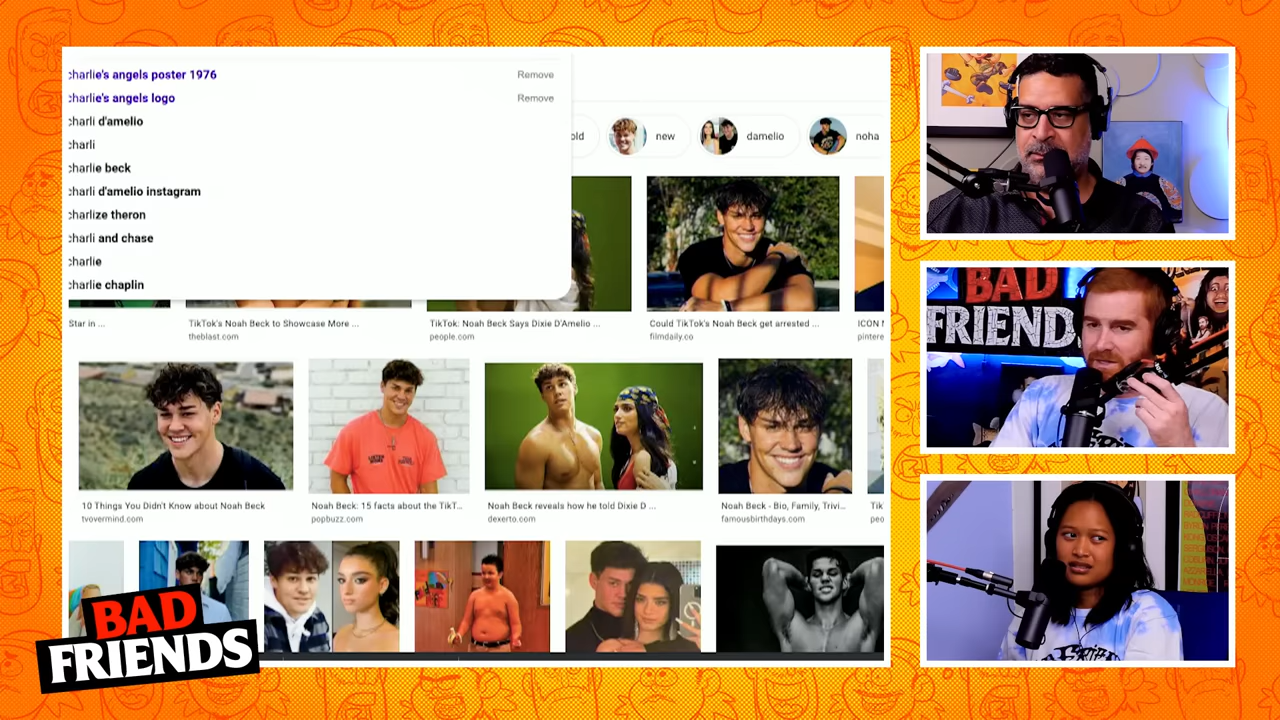 charlie's angels poster 1976 Remove
charlie's angels logo Remove
charli d'amelio
charli
charlie beck
charli d'amelio instagram
charlize theron
charli and chase
charlie
charlie chaplin
old new damelio noha
Star in ...
TikTok's Noah Beck to Showcase More ...
theblast.com
TikTok: Noah Beck Says Dixie D'Amelio ...
people.com
Could TikTok's Noah Beck get arrested ...
filmdaily.co
ICON
pintere
10 Things You Didn't Know about Noah Beck
tvovermind.com
Noah Beck: 15 facts about the TikT...
popbuzz.com
Noah Beck reveals how he told Dixie D ...
dexerto.com
Noah Beck - Bio, Family, Trivi...
famousbirthdays.com
Tik
peo
BAD
FRIENDS
BAD
FRIEND